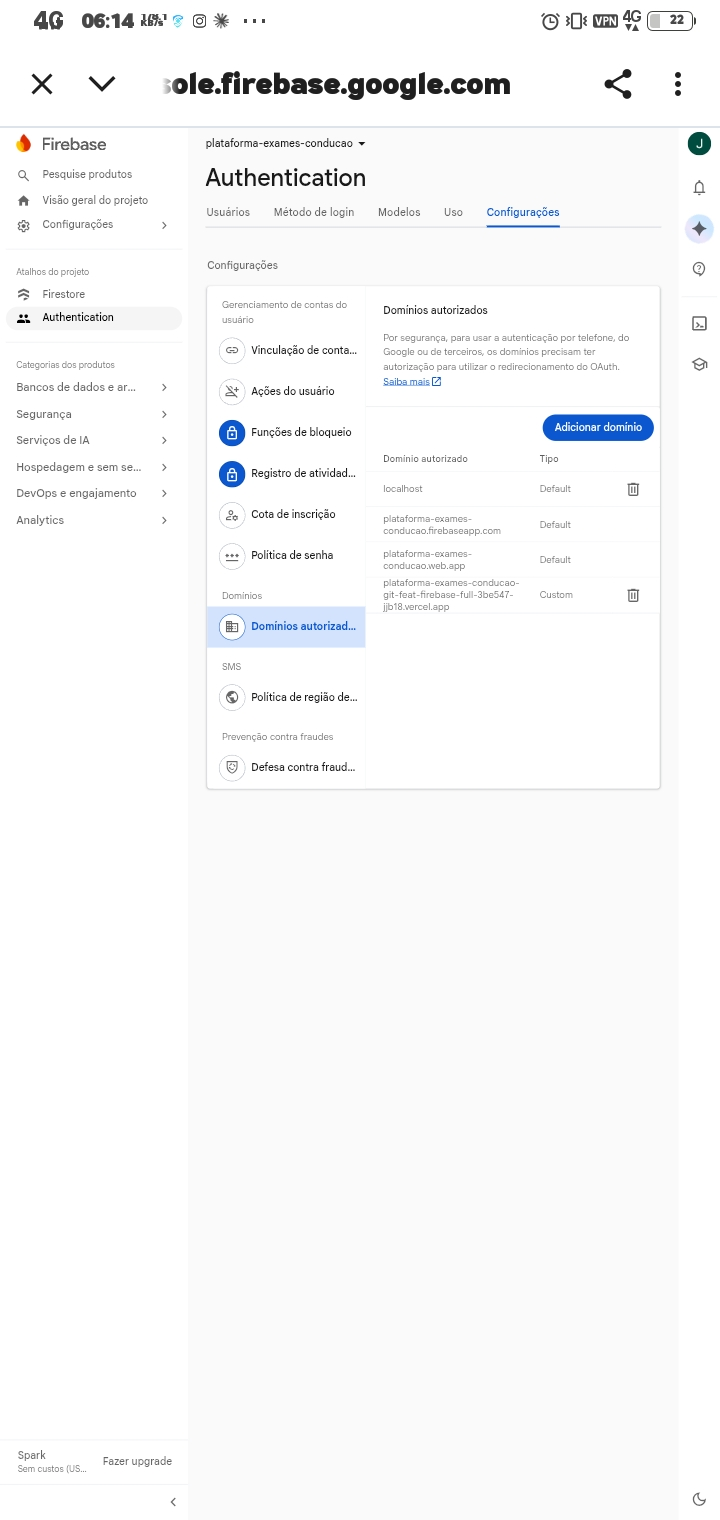 4G 06:14 KB/s VPN 4G 22
ole.firebase.google.com
Firebase
Pesquise produtos
Visão geral do projeto
Configurações
Atalhos do projeto
Firestore
Authentication
Categorias dos produtos
Bancos de dados e ar...
Segurança
Serviços de IA
Hospedagem e sem se...
DevOps e engajamento
Analytics
Spark
Sem custos (US...
Fazer upgrade
plataforma-exames-conducao
J
Authentication
Usuários Método de login Modelos Uso Configurações
Configurações
Gerenciamento de contas do
usuário
Vinculação de conta...
Ações do usuário
Funções de bloqueio
Registro de atividad...
Cota de inscrição
Política de senha
Domínios
Domínios autorizad...
SMS
Política de região de...
Prevenção contra fraudes
Defesa contra fraud...
Domínios autorizados
Por segurança, para usar a autenticação por telefone, do
Google ou de terceiros, os domínios precisam ter
autorização para utilizar o redirecionamento do OAuth.
Saiba mais
Adicionar domínio
Domínio autorizado Tipo
localhost Default
plataforma-exames-
conducao.firebaseapp.com Default
plataforma-exames-
conducao.web.app Default
plataforma-exames-conducao-
git-feat-firebase-full-3be547-
jjb18.vercel.app Custom